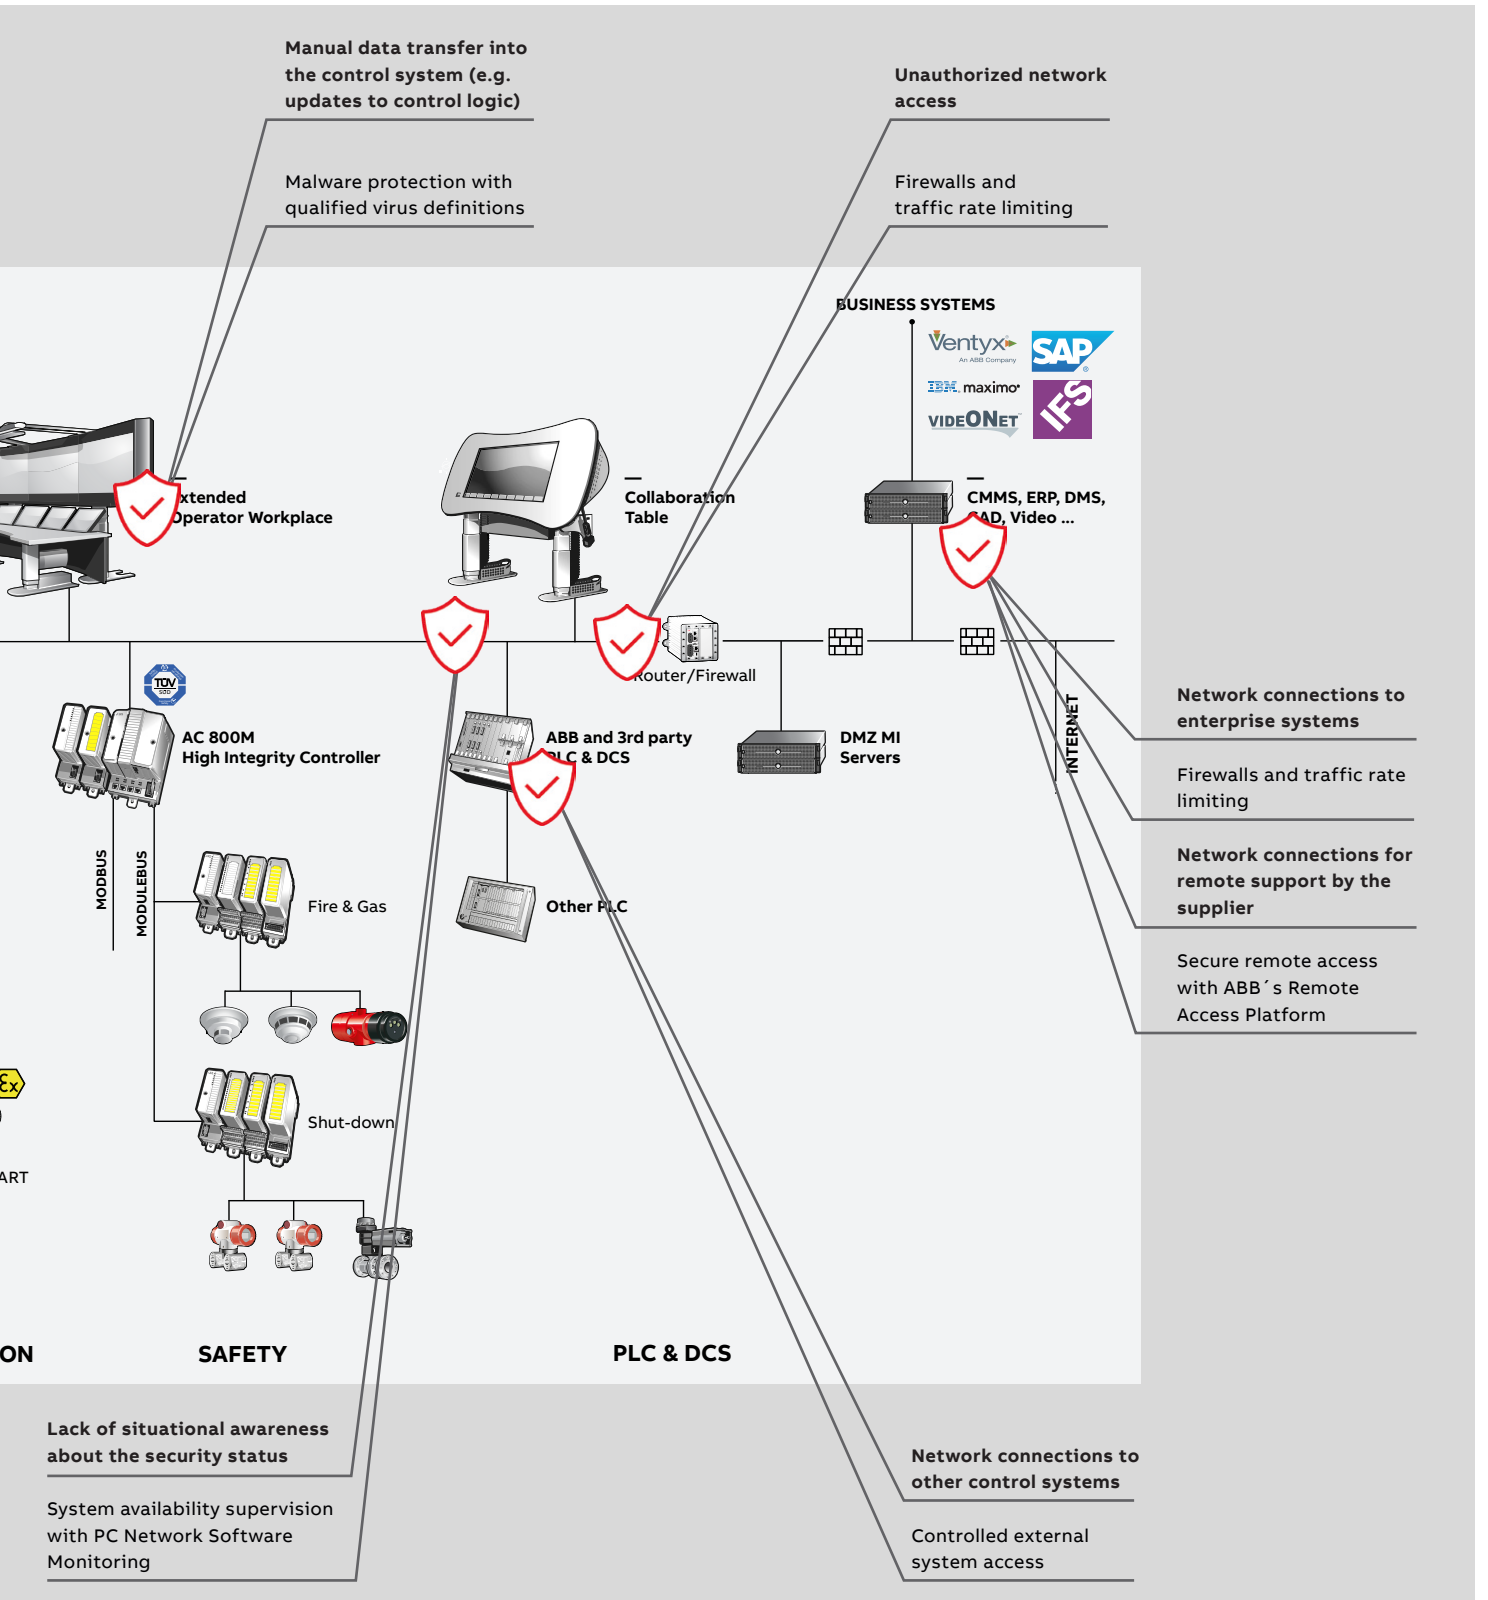 Manual data transfer into
the control system (e.g.
updates to control logic)
Unauthorized network
access
Malware protection with
qualified virus definitions
Firewalls and
traffic rate limiting
BUSINESS SYSTEMS
Ventyx
An ABB Company
SAP
®
IBM. maximo
IFS
VIDEONET
Extended
Operator Workplace
Collaboration
Table
CMMS, ERP, DMS,
CAD, Video ...
Router/Firewall
TÜV
SÜD
AC 800M
High Integrity Controller
ABB and 3rd party
PLC & DCS
DMZ MI
Servers
INTERNET
Network connections to
enterprise systems
Firewalls and traffic rate
limiting
Network connections for
remote support by the
supplier
Secure remote access
with ABB´s Remote
Access Platform
MODBUS
MODULEBUS
Fire & Gas
Other PLC
Ex
)
Shut-down
ART
ON
SAFETY
PLC & DCS
Lack of situational awareness
about the security status
System availability supervision
with PC Network Software
Monitoring
Network connections to
other control systems
Controlled external
system access